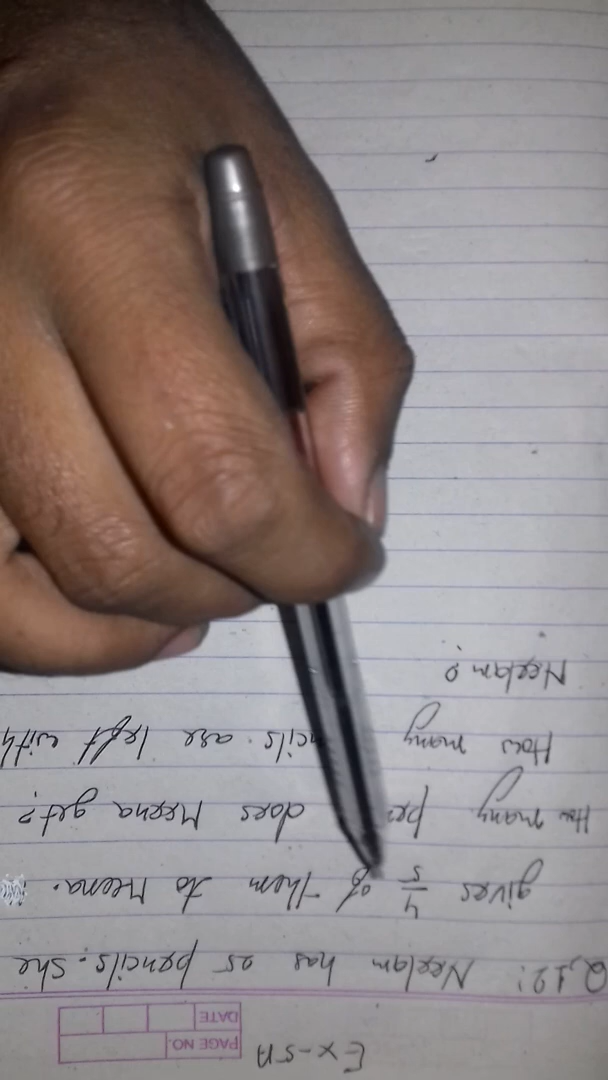 Ex-5A
PAGE NO.
DATE
Q.12: Neelam has 25 pencils. She
gives 4/5 of them to Meena.
How many does Meena get?
How many are left with
Neelam?